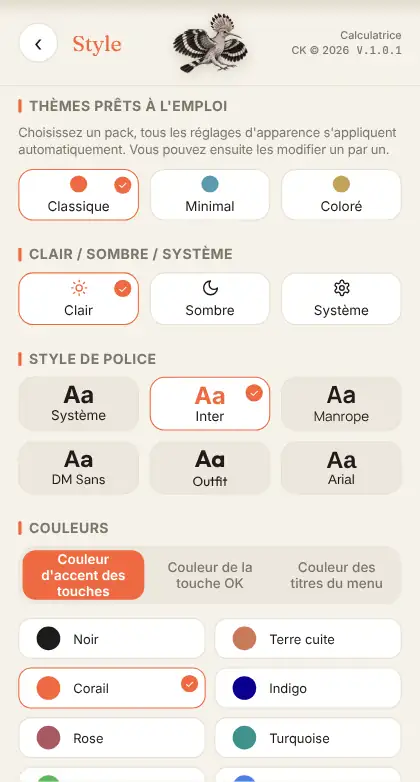 Style
Calculatrice
CK © 2026 V.1.0.1
THÈMES PRÊTS À L'EMPLOI
Choisissez un pack, tous les réglages d'apparence s'appliquent
automatiquement. Vous pouvez ensuite les modifier un par un.
Classique
Minimal
Coloré
CLAIR / SOMBRE / SYSTÈME
Clair
Sombre
Système
STYLE DE POLICE
Aa
Système
Aa
Inter
Aa
Manrope
Aa
DM Sans
Aa
Outfit
Aa
Arial
COULEURS
Couleur
d'accent des
touches
Couleur de la
touche OK
Couleur des
titres du menu
Noir
Terre cuite
Corail
Indigo
Rose
Turquoise